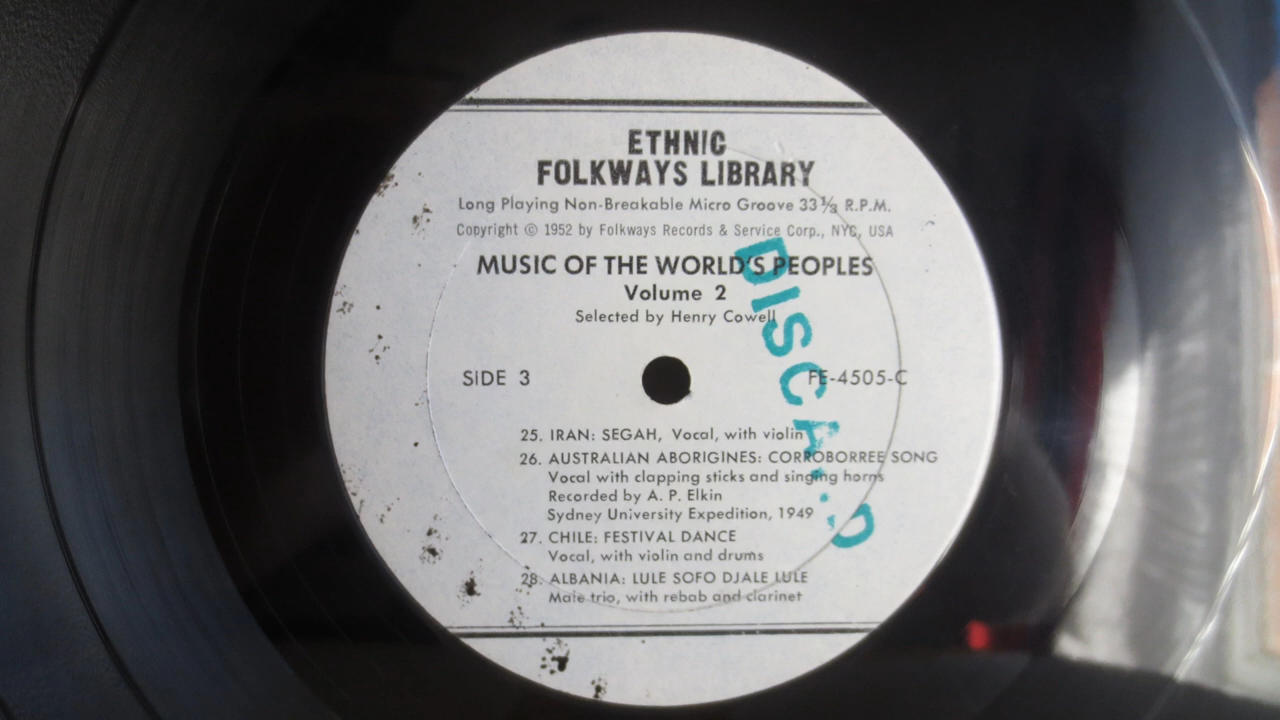 ETHNIC
FOLKWAYS LIBRARY
Long Playing Non-Breakable Micro Groove 33⅓ R.P.M.
Copyright © 1952 by Folkways Records & Service Corp., NYC, USA
MUSIC OF THE WORLD'S PEOPLES
Volume 2
Selected by Henry Cowell
SIDE 3
FE-4505-C
25. IRAN: SEGAH, Vocal, with violin
26. AUSTRALIAN ABORIGINES: CORROBORREE SONG
Vocal with clapping sticks and singing horns
Recorded by A. P. Elkin
Sydney University Expedition, 1949
27. CHILE: FESTIVAL DANCE
Vocal, with violin and drums
28. ALBANIA: LULE SOFO DJALE LULE
Male trio, with rebab and clarinet